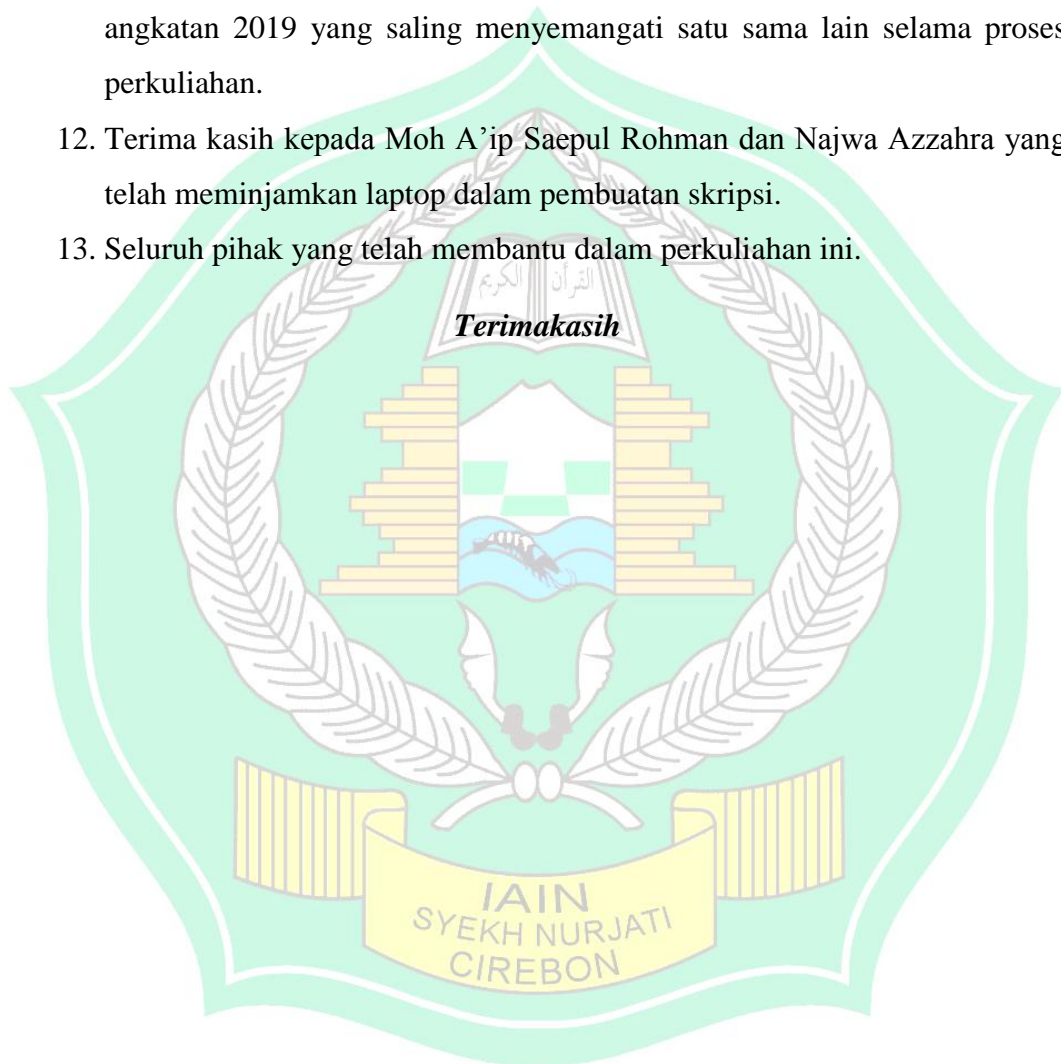 angkatan 2019 yang saling menyemangati satu sama lain selama proses
perkuliahan.
12. Terima kasih kepada Moh A’ip Saepul Rohman dan Najwa Azzahra yang
telah meminjamkan laptop dalam pembuatan skripsi.
13. Seluruh pihak yang telah membantu dalam perkuliahan ini.
القرآن الكريم
Terimakasih
IAIN
SYEKH NURJATI
CIREBON